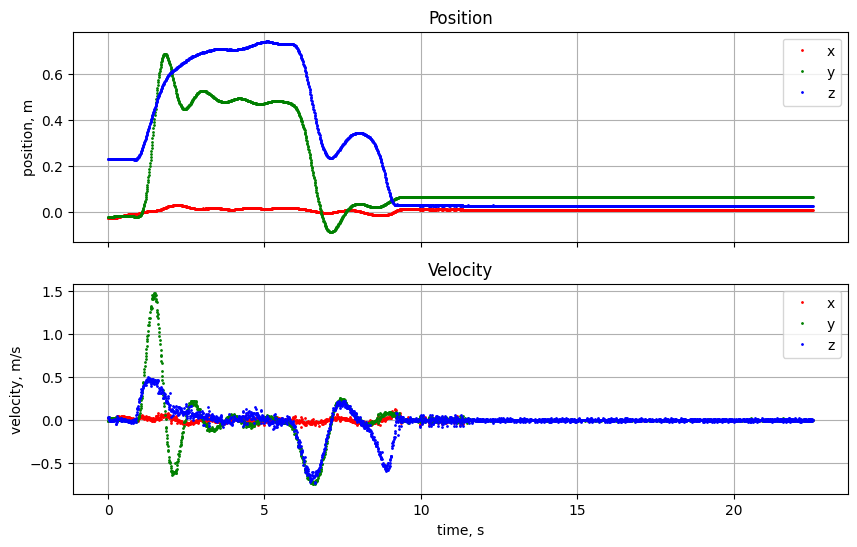 Position
position, m
0.6
0.4
0.2
0.0
x
y
z
Velocity
velocity, m/s
1.5
1.0
0.5
0.0
−0.5
x
y
z
0
5
10
15
20
time, s